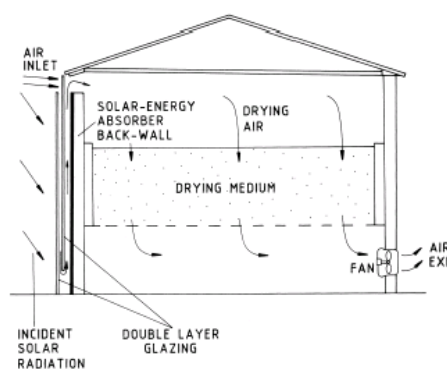 AIR
INLET
SOLAR-ENERGY
ABSORBER
BACK-WALL
DRYING
AIR
DRYING MEDIUM
FAN
AIR
INCIDENT
SOLAR
RADIATION
DOUBLE LAYER
GLAZING